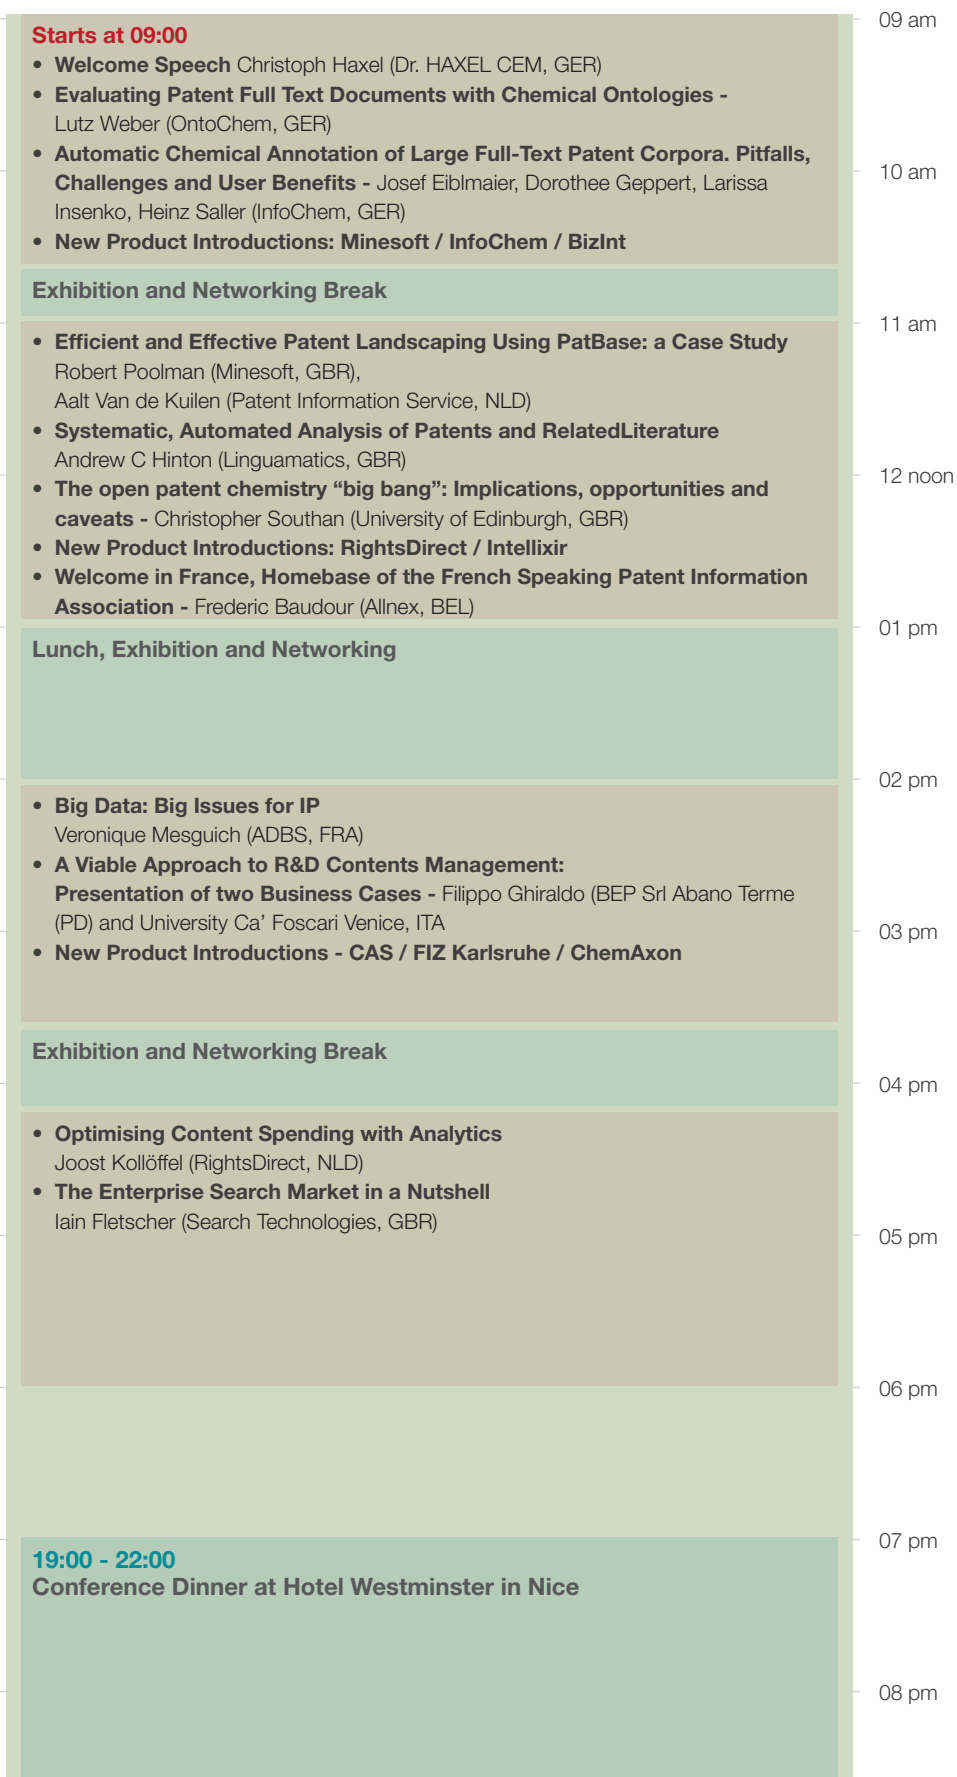 09 am
Starts at 09:00
• Welcome Speech Christoph Haxel (Dr. HAXEL CEM, GER)
• Evaluating Patent Full Text Documents with Chemical Ontologies -
Lutz Weber (OntoChem, GER)
• Automatic Chemical Annotation of Large Full-Text Patent Corpora. Pitfalls,
10 am
Challenges and User Benefits - Josef Eiblmaier, Dorothee Geppert, Larissa
Insenko, Heinz Saller (InfoChem, GER)
• New Product Introductions: Minesoft / InfoChem / BizInt
Exhibition and Networking Break
11 am
• Efficient and Effective Patent Landscaping Using PatBase: a Case Study
Robert Poolman (Minesoft, GBR),
Aalt Van de Kuilen (Patent Information Service, NLD)
• Systematic, Automated Analysis of Patents and RelatedLiterature
Andrew C Hinton (Linguamatics, GBR)
12 noon
• The open patent chemistry “big bang”: Implications, opportunities and
caveats - Christopher Southan (University of Edinburgh, GBR)
• New Product Introductions: RightsDirect / Intellixir
• Welcome in France, Homebase of the French Speaking Patent Information
Association - Frederic Baudour (Allnex, BEL)
01 pm
Lunch, Exhibition and Networking
02 pm
• Big Data: Big Issues for IP
Veronique Mesguich (ADBS, FRA)
• A Viable Approach to R&D Contents Management:
Presentation of two Business Cases - Filippo Ghiraldo (BEP Srl Abano Terme
(PD) and University Ca’ Foscari Venice, ITA
03 pm
• New Product Introductions - CAS / FIZ Karlsruhe / ChemAxon
Exhibition and Networking Break
04 pm
• Optimising Content Spending with Analytics
Joost Kollöffel (RightsDirect, NLD)
• The Enterprise Search Market in a Nutshell
Iain Fletscher (Search Technologies, GBR)
05 pm
06 pm
07 pm
19:00 - 22:00
Conference Dinner at Hotel Westminster in Nice
08 pm